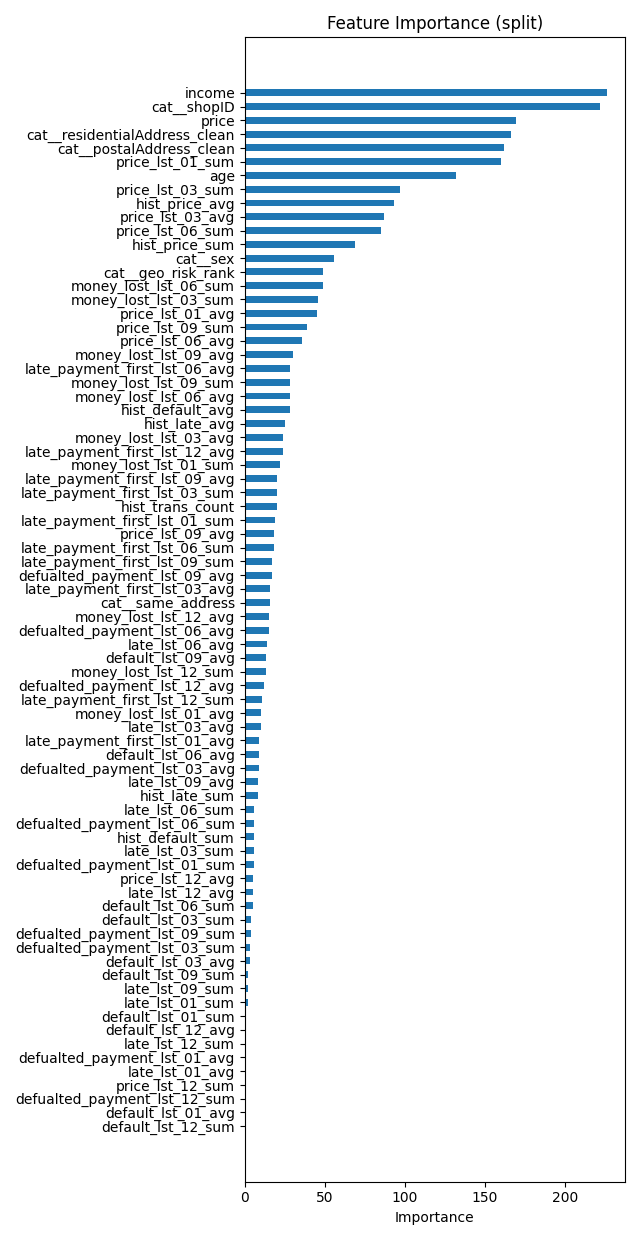 Feature Importance (split)
income
cat__shopID
price
cat__residentialAddress_clean
cat__postalAddress_clean
price_lst_01_sum
age
price_lst_03_sum
hist_price_avg
price_lst_03_avg
price_lst_06_sum
hist_price_sum
cat__sex
cat__geo_risk_rank
money_lost_lst_06_sum
money_lost_lst_03_sum
price_lst_01_avg
price_lst_09_sum
price_lst_06_avg
money_lost_lst_09_avg
late_payment_first_lst_06_avg
money_lost_lst_09_sum
money_lost_lst_06_avg
hist_default_avg
hist_late_avg
money_lost_lst_03_avg
late_payment_first_lst_12_avg
money_lost_lst_01_sum
late_payment_first_lst_09_avg
late_payment_first_lst_03_sum
hist_trans_count
late_payment_first_lst_01_sum
price_lst_09_avg
late_payment_first_lst_06_sum
late_payment_first_lst_09_sum
defualted_payment_lst_09_avg
late_payment_first_lst_03_avg
cat__same_address
money_lost_lst_12_avg
defualted_payment_lst_06_avg
late_lst_06_avg
default_lst_09_avg
money_lost_lst_12_sum
defualted_payment_lst_12_avg
late_payment_first_lst_12_sum
money_lost_lst_01_avg
late_lst_03_avg
late_payment_first_lst_01_avg
default_lst_06_avg
defualted_payment_lst_03_avg
late_lst_09_avg
hist_late_sum
late_lst_06_sum
defualted_payment_lst_06_sum
hist_default_sum
late_lst_03_sum
defualted_payment_lst_01_sum
price_lst_12_avg
late_lst_12_avg
default_lst_06_sum
default_lst_03_sum
defualted_payment_lst_09_sum
defualted_payment_lst_03_sum
default_lst_03_avg
default_lst_09_sum
late_lst_09_sum
late_lst_01_sum
default_lst_01_sum
default_lst_12_avg
late_lst_12_sum
defualted_payment_lst_01_avg
late_lst_01_avg
price_lst_12_sum
defualted_payment_lst_12_sum
default_lst_01_avg
default_lst_12_sum
0 50 100 150 200
Importance